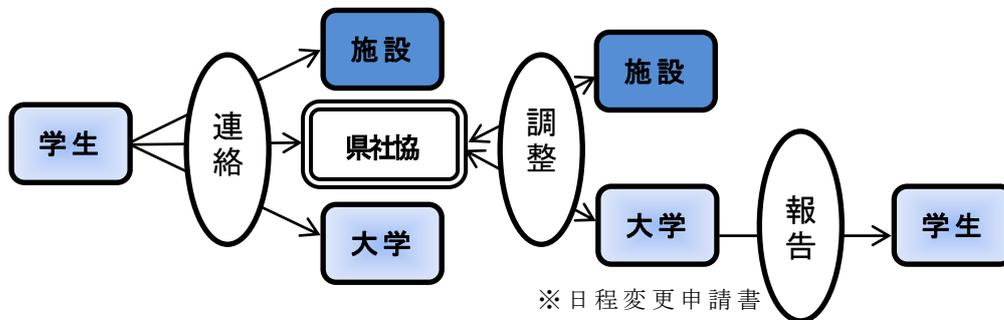 学生
連絡
施設
県社協
大学
調整
施設
大学
報告
学生
※日程変更申請書